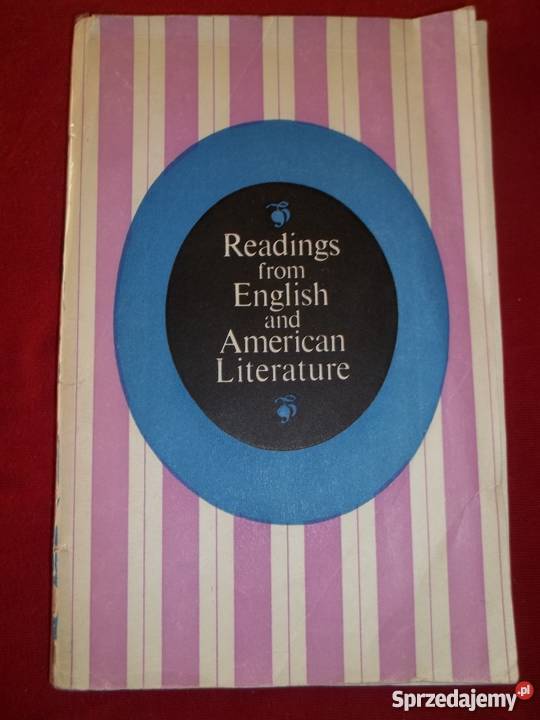 Readings
from
English
and
American
Literature
Sprzedajemy.pl